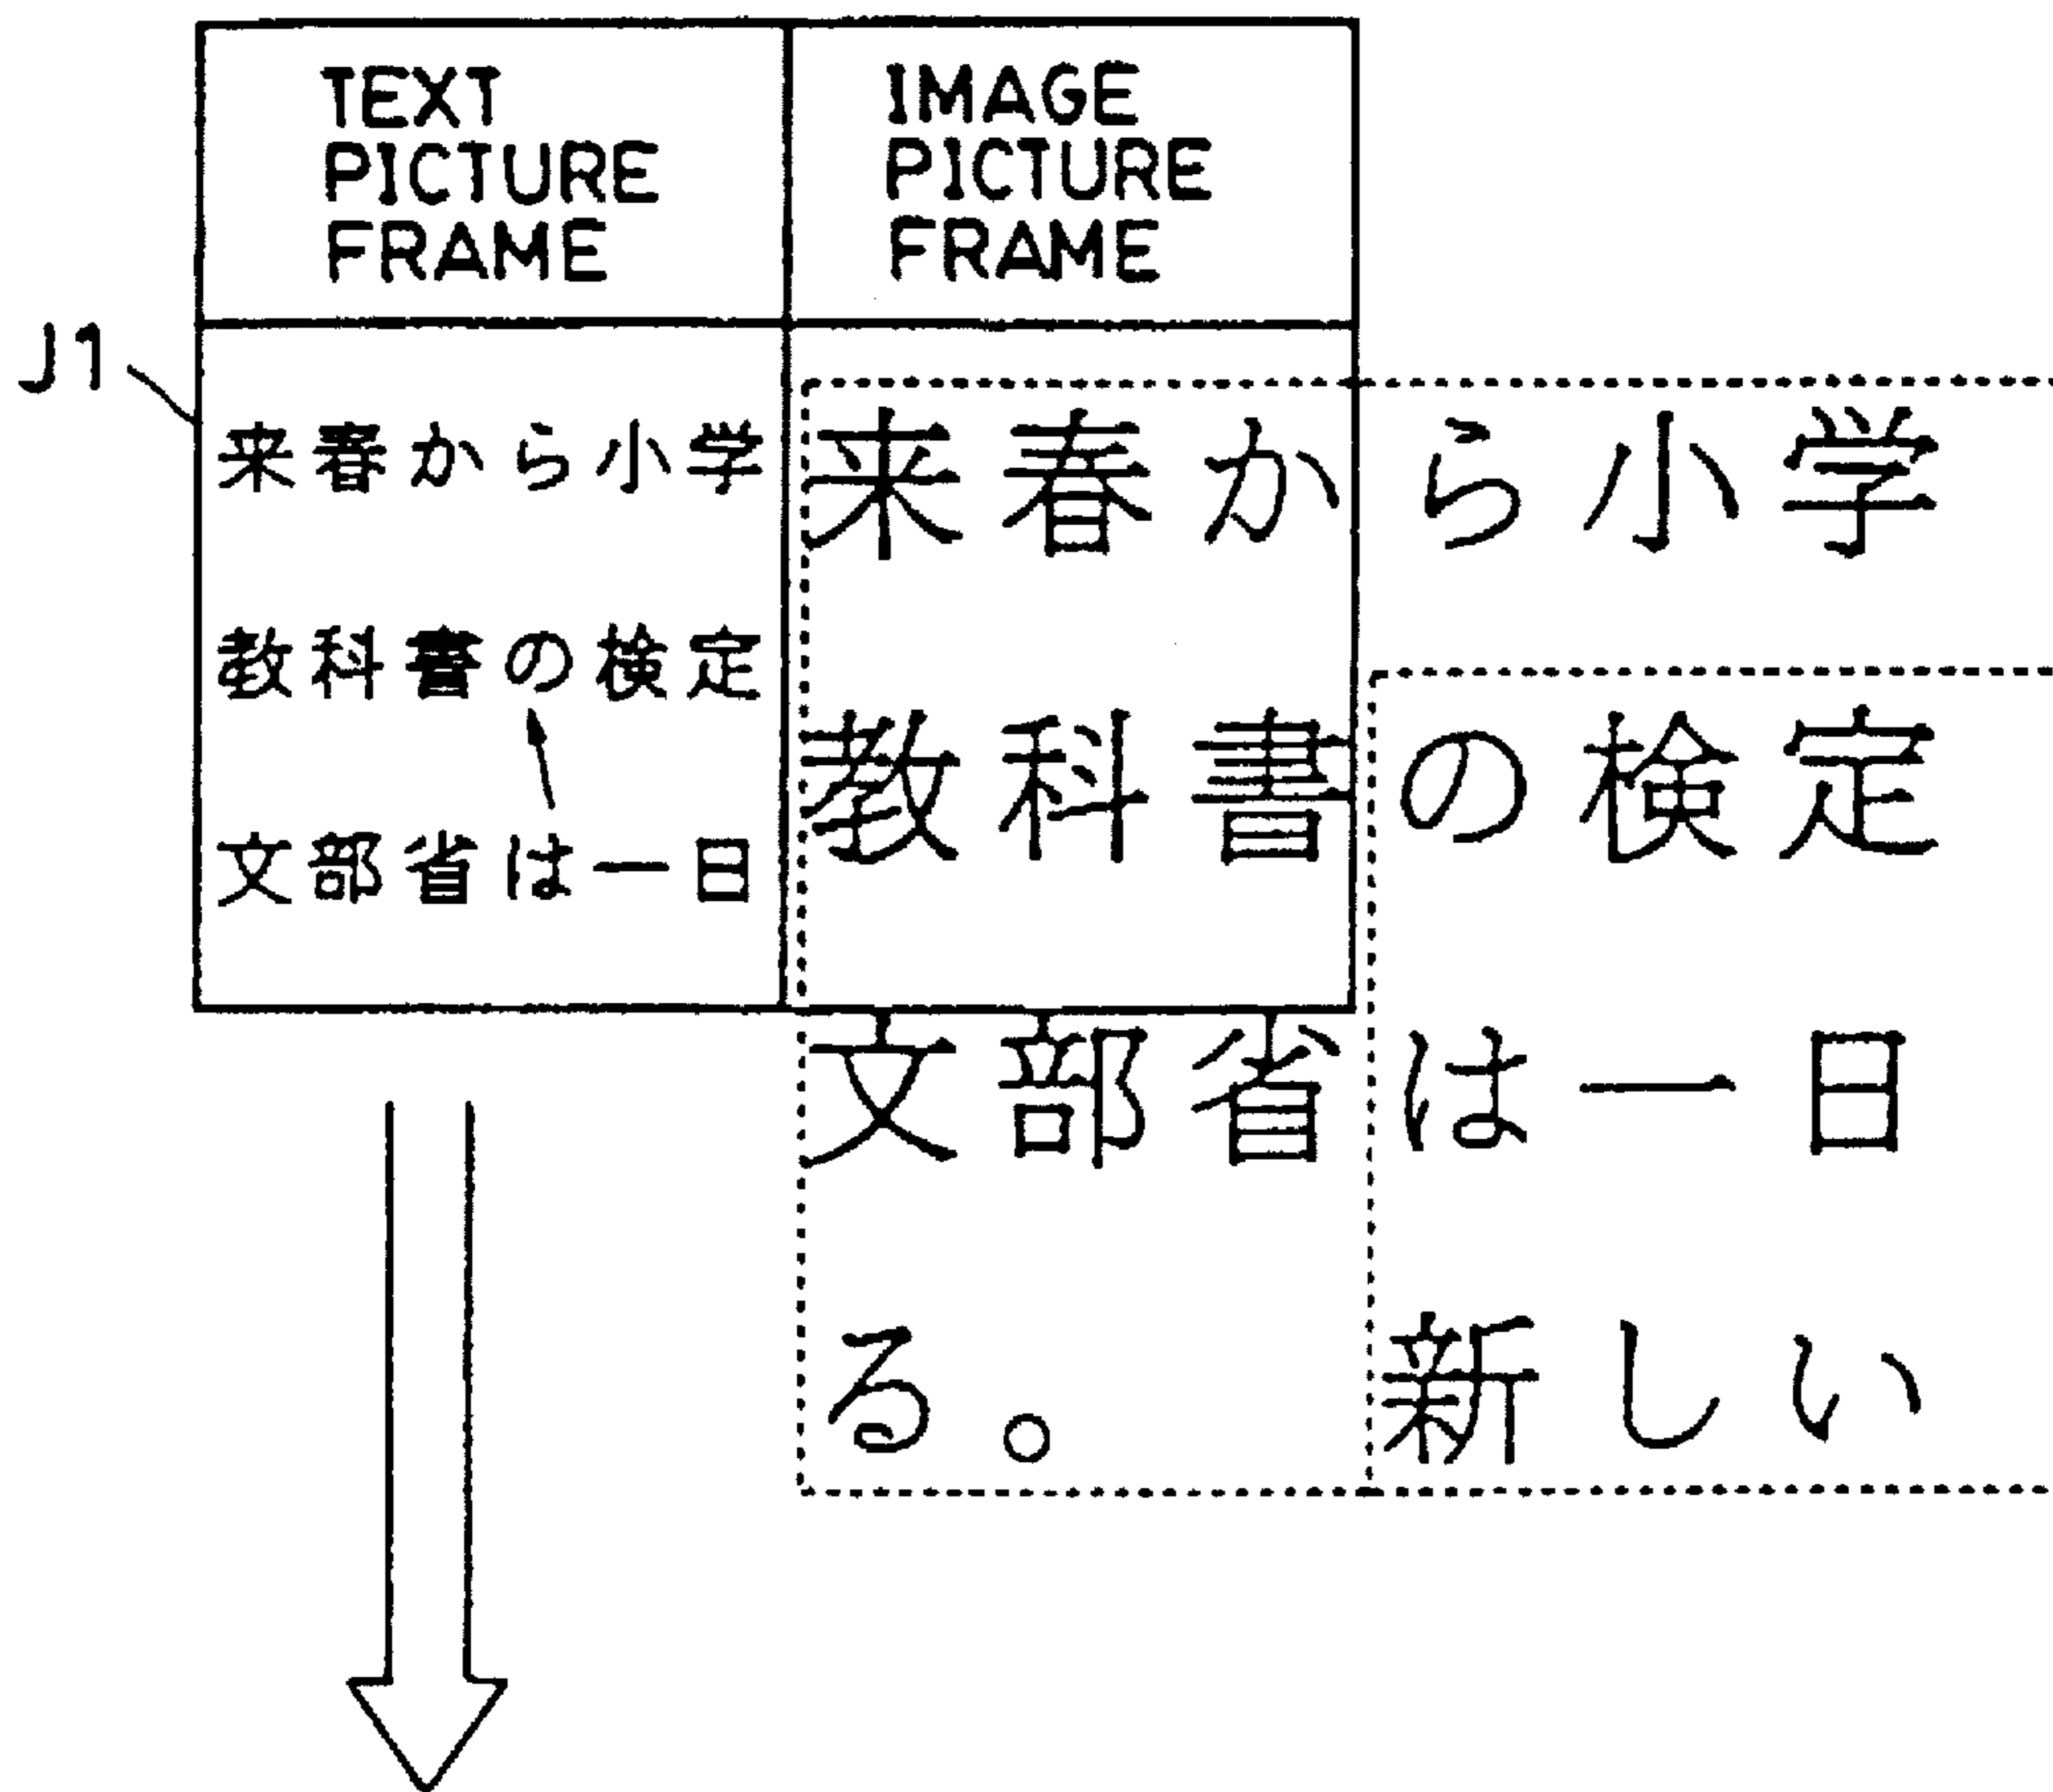 TEXT
PICTURE
FRAME
IMAGE
PICTURE
FRAME
J1
来春から小学
教科書の検定
文部省は一日
来春から小学
教科書の検定
文部省は一日
る。新しい